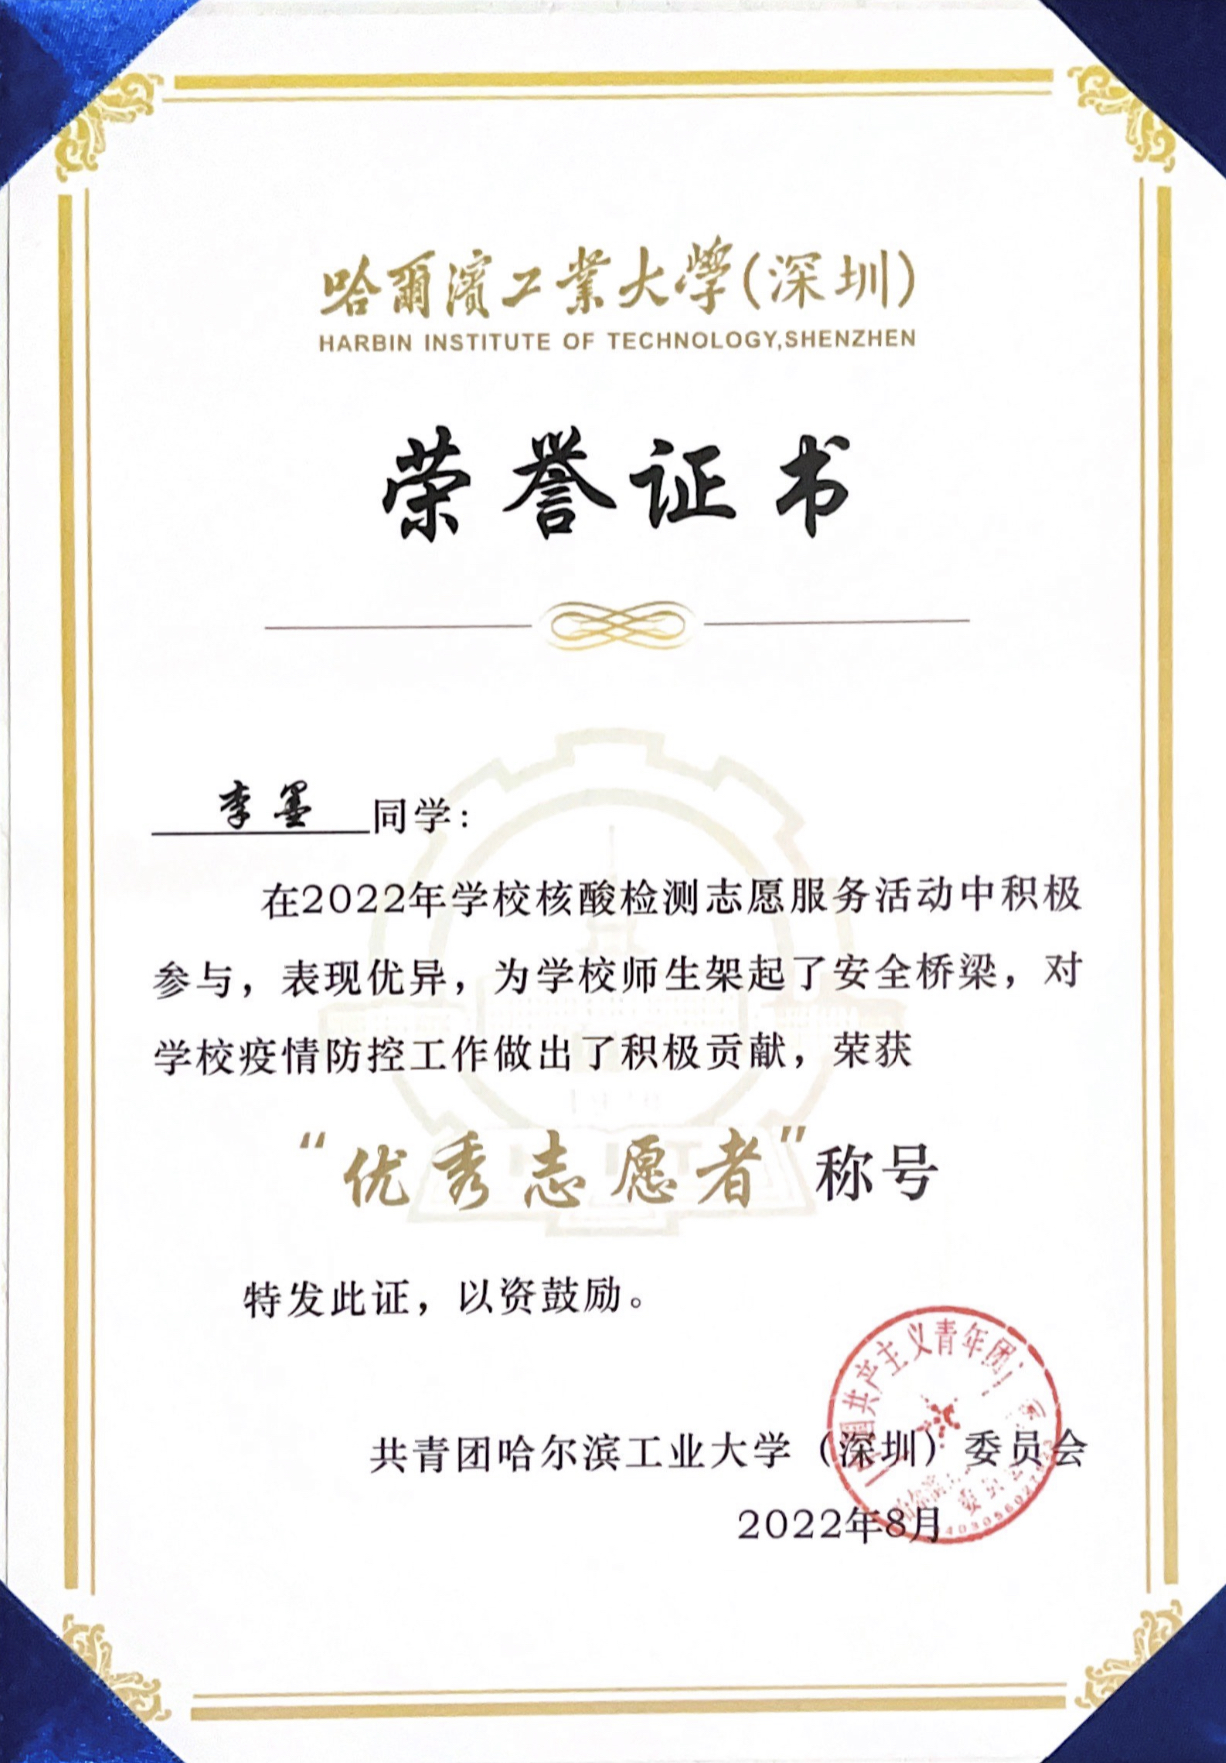 哈爾濱工業大學(深圳)
HARBIN INSTITUTE OF TECHNOLOGY,SHENZHEN
荣誉证书
李墨同学：
在2022年学校核酸检测志愿服务活动中积极
参与，表现优异，为学校师生架起了安全桥梁，对
学校疫情防控工作做出了积极贡献，荣获
“优秀志愿者”称号
特发此证，以资鼓励。
共青团哈尔滨工业大学（深圳）委员会
2022年8月
国共产主义青年团
委员